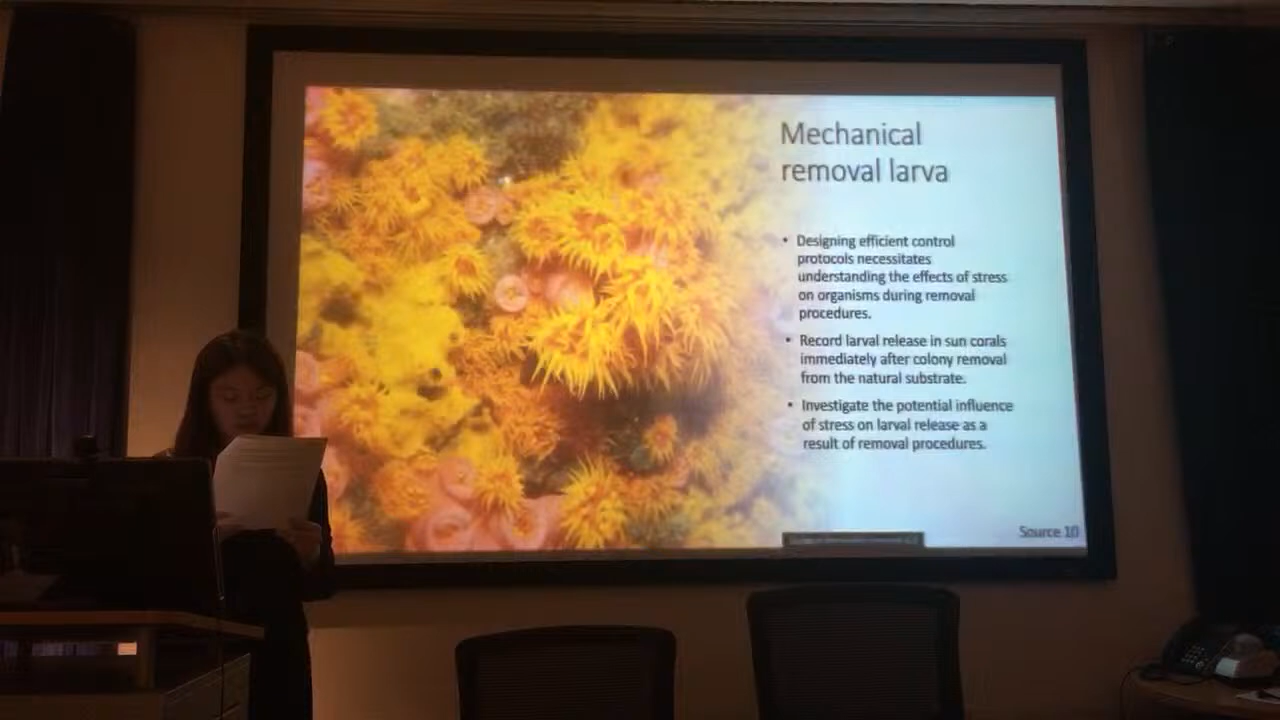 Mechanical
removal larva
• Designing efficient control
protocols necessitates
understanding the effects of stress
on organisms during removal
procedures.
• Record larval release in sun corals
immediately after colony removal
from the natural substrate.
• Investigate the potential influence
of stress on larval release as a
result of removal procedures.
Source 10